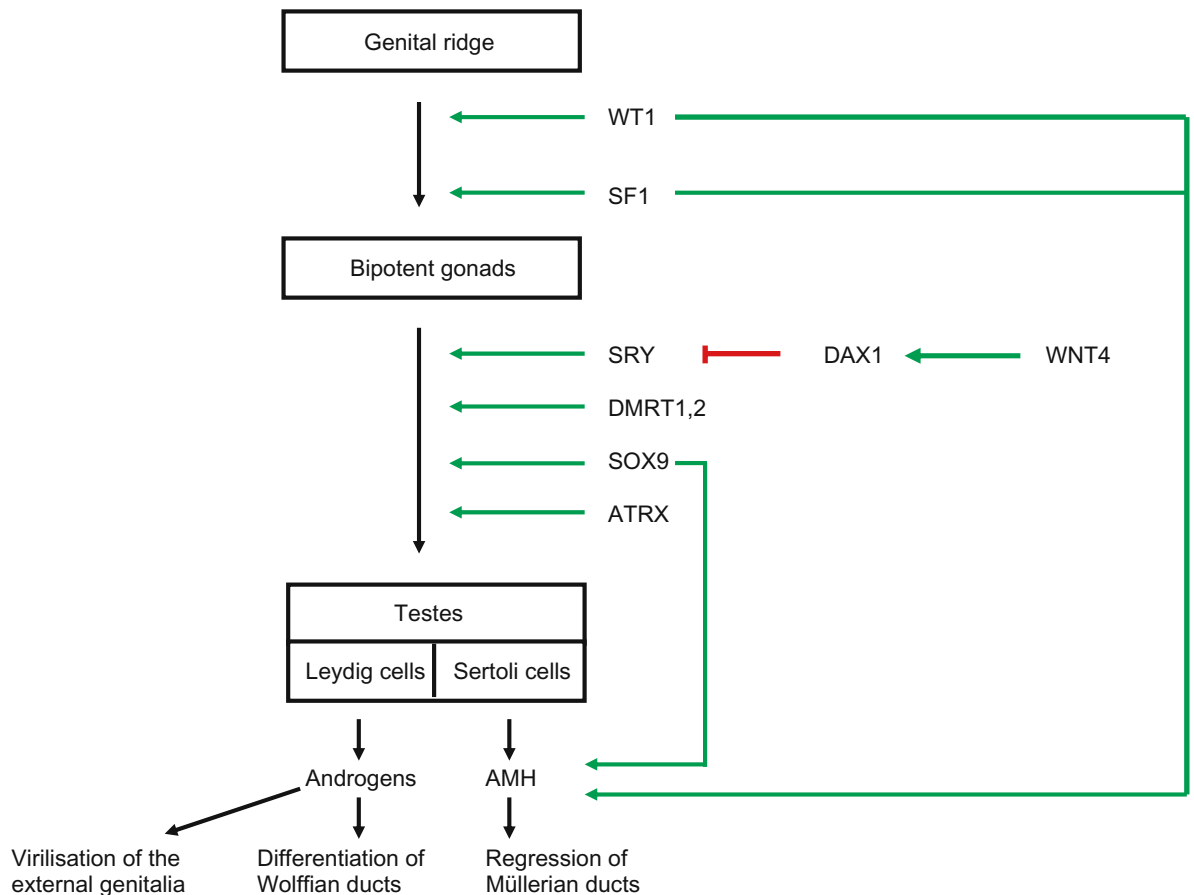 Genital ridge
WT1
SF1
Bipotent gonads
SRY
DAX1
WNT4
DMRT1,2
SOX9
ATRX
Testes
Leydig cells
Sertoli cells
Androgens
AMH
Virilisation of the
external genitalia
Differentiation of
Wolffian ducts
Regression of
Müllerian ducts